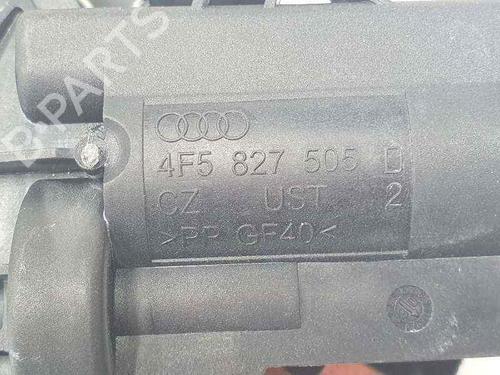 B-PARTS
4F5 827 505 D
CZ UST 2
>PP GF40<